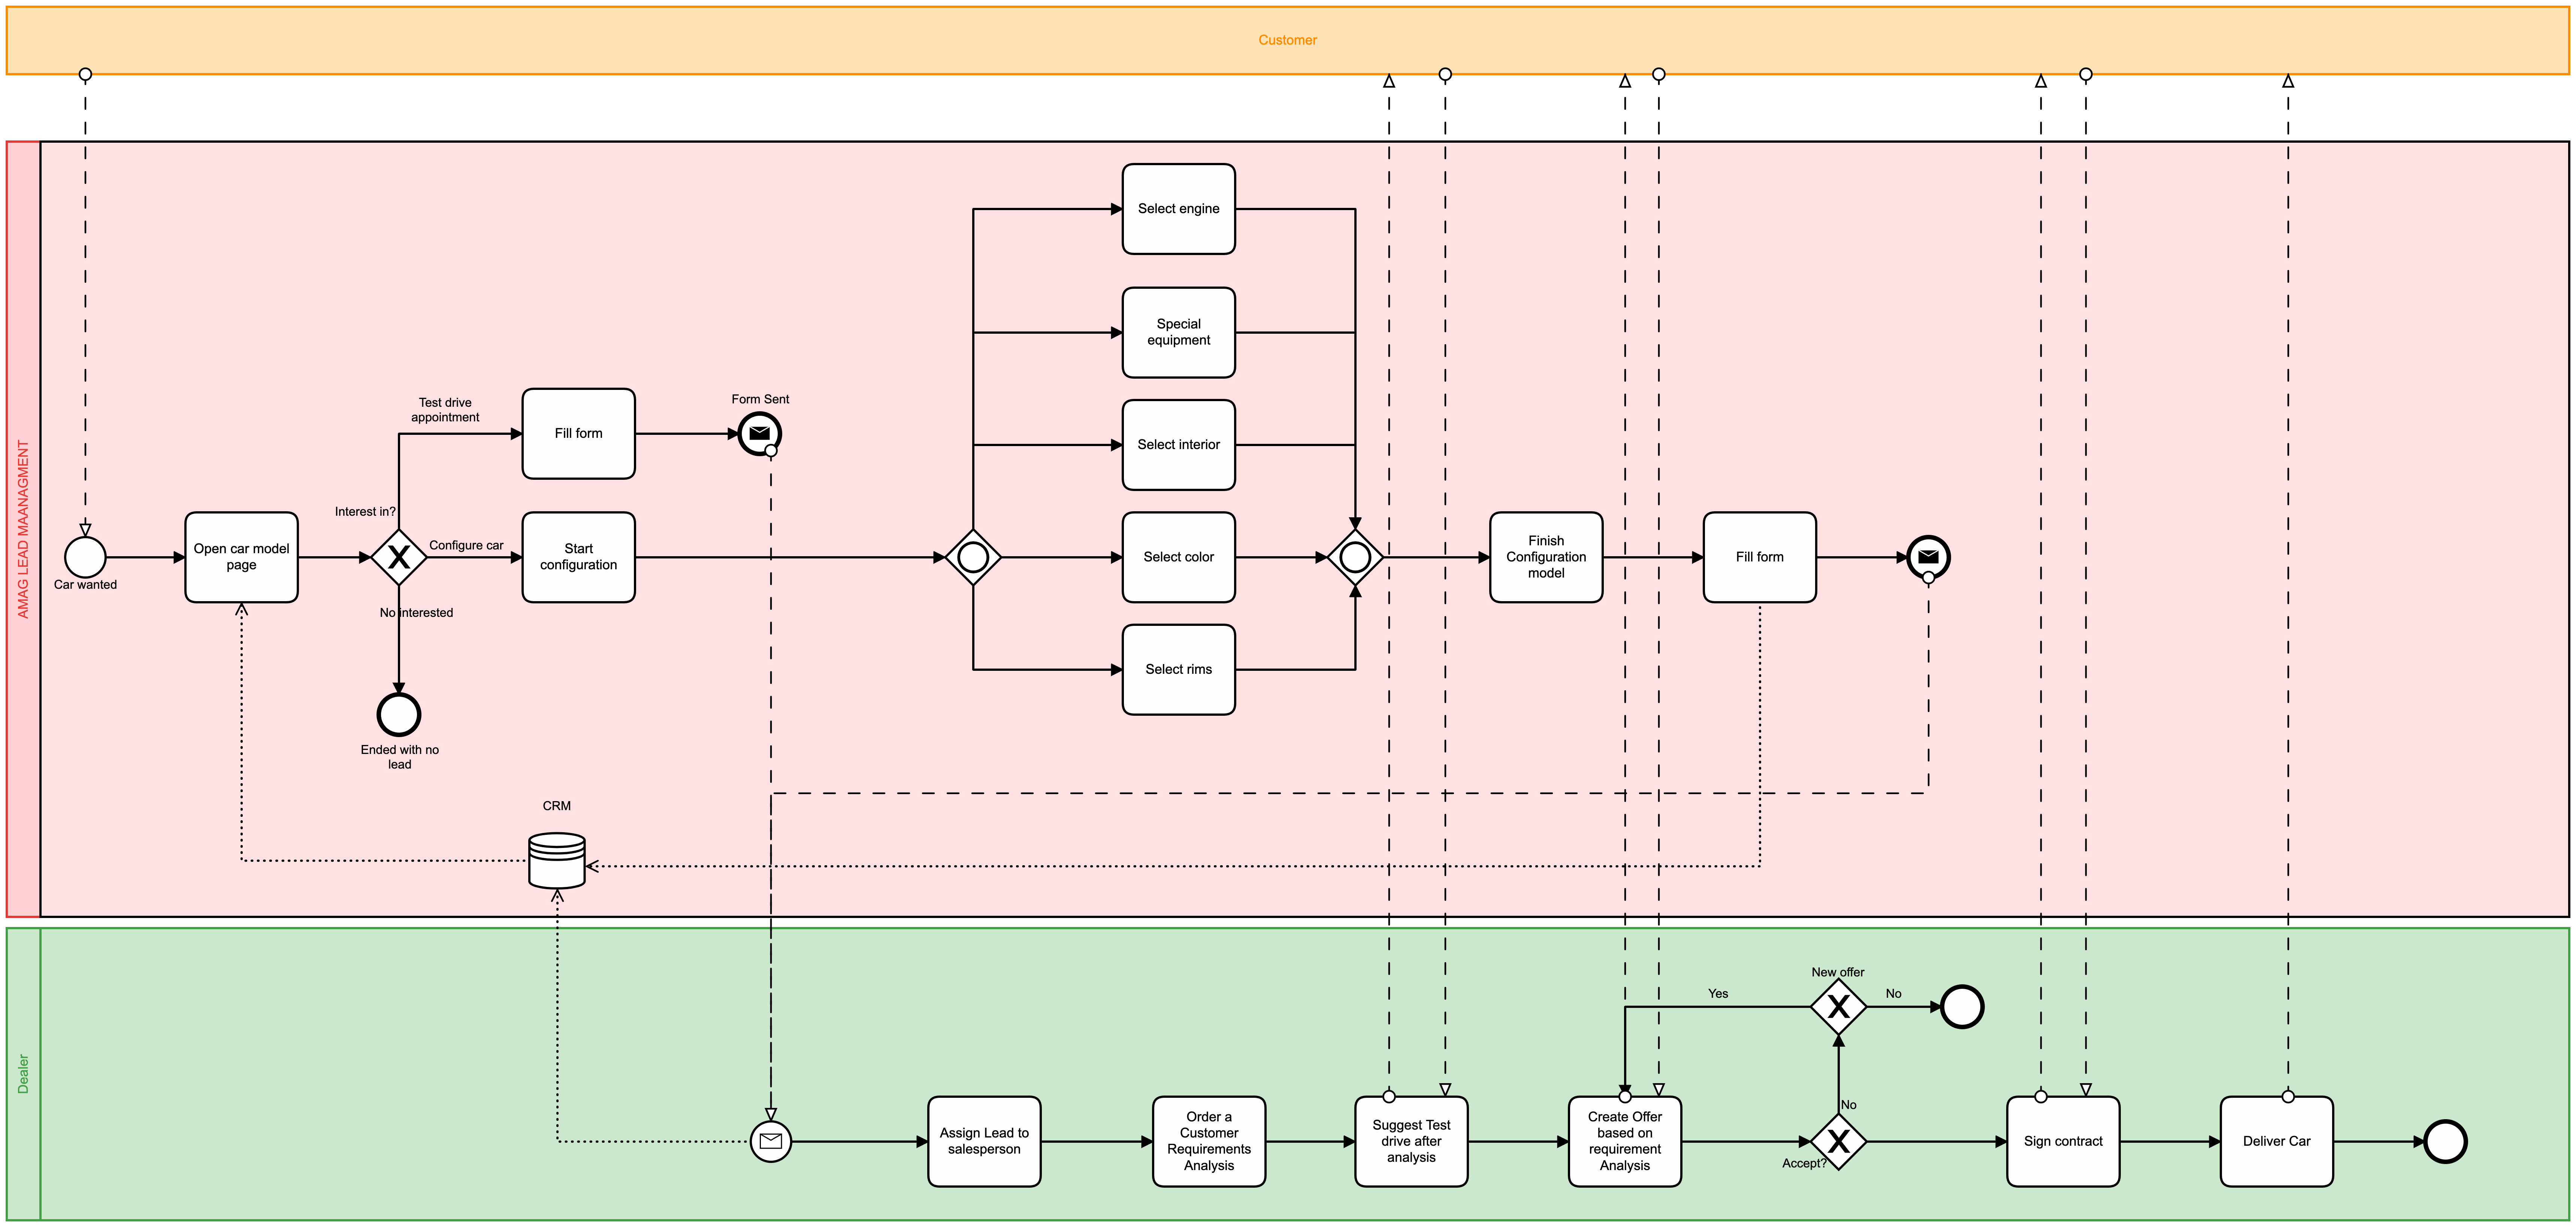 Customer
AMAG LEAD MAANAGMENT
Select engine
Special
equipment
Test drive
appointment
Fill form
Form Sent
Select interior
Interest in?
Car wanted
Open car model
page
Configure car
Start
configuration
Select color
Finish
Configuration
model
Fill form
No interested
Select rims
Ended with no
lead
CRM
Dealer
New offer
Yes
No
Assign Lead to
salesperson
Order a
Customer
Requirements
Analysis
Suggest Test
drive after
analysis
Create Offer
based on
requirement
Analysis
No
Accept?
Sign contract
Deliver Car